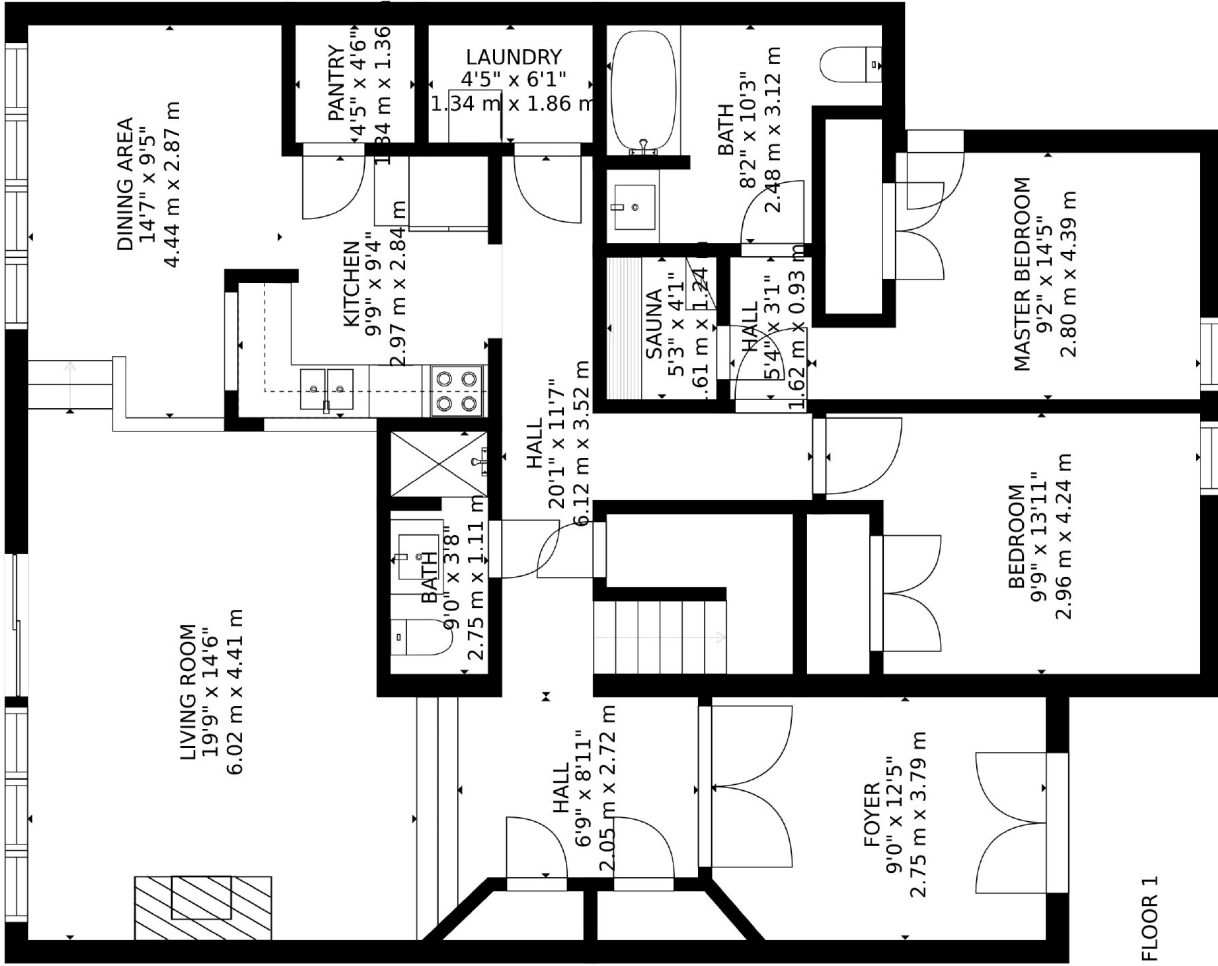 DINING AREA
14'7" x 9'5"
4.44 m x 2.87 m
PANTRY
4'5" x 4'6"
1.34 m x 1.36
LAUNDRY
4'5" x 6'1"
1.34 m x 1.86 m
BATH
8'2" x 10'3"
2.48 m x 3.12 m
KITCHEN
9'9" x 9'4"
2.97 m x 2.84 m
SAUNA
5'3" x 4'1"
.61 m x 1.24
HALL
5'4" x 3'1"
1.62 m x 0.93 m
MASTER BEDROOM
9'2" x 14'5"
2.80 m x 4.39 m
HALL
20'1" x 11'7"
6.12 m x 3.52 m
BATH
9'0" x 3'8"
2.75 m x 1.11 m
BEDROOM
9'9" x 13'11"
2.96 m x 4.24 m
LIVING ROOM
19'9" x 14'6"
6.02 m x 4.41 m
HALL
6'9" x 8'11"
2.05 m x 2.72 m
FOYER
9'0" x 12'5"
2.75 m x 3.79 m
FLOOR 1